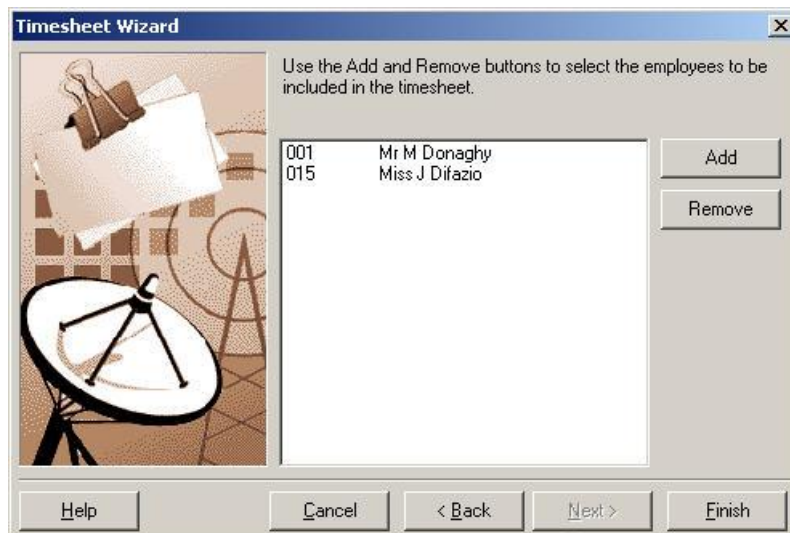 Timesheet Wizard
Use the Add and Remove buttons to select the employees to be
included in the timesheet.
001 Mr M Donaghy
015 Miss J Difazio
Add
Remove
Help
Cancel
< Back
Next >
Finish